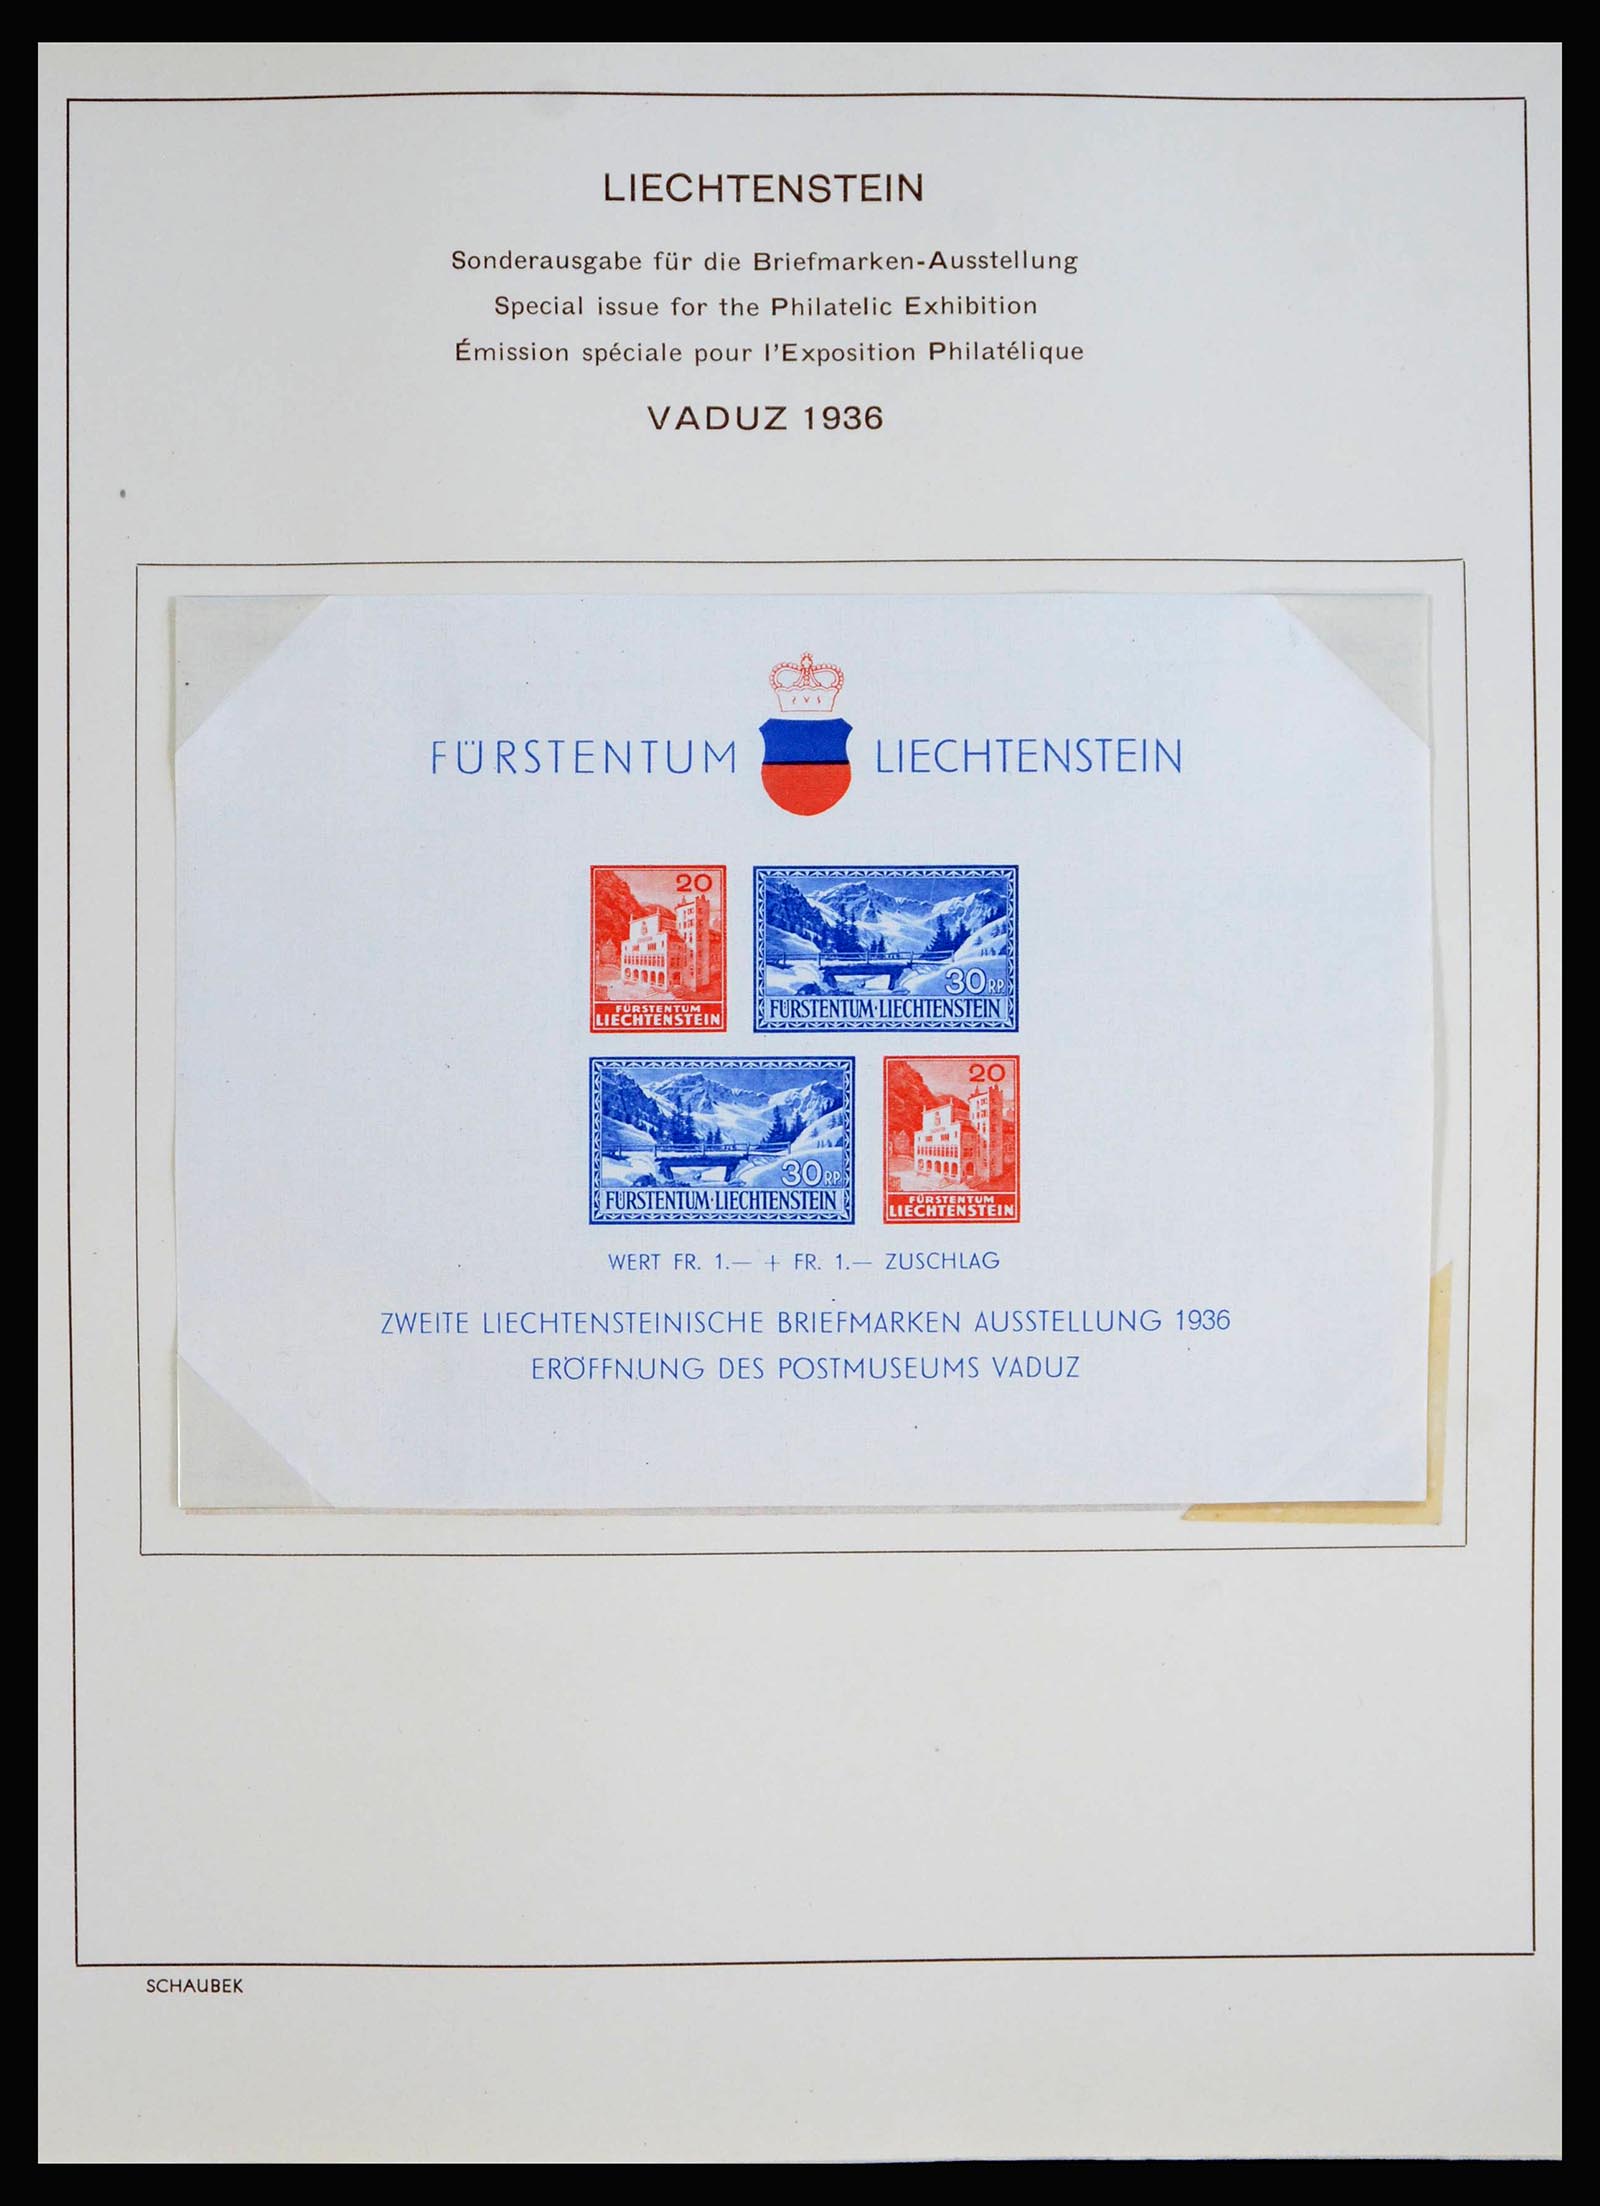 LIECHTENSTEIN
Sonderausgabe für die Briefmarken-Ausstellung
Special issue for the Philatelic Exhibition
Émission spéciale pour l'Exposition Philatélique
VADUZ 1936
FÜRSTENTUM LIECHTENSTEIN
20
FÜRSTENTUM
LIECHTENSTEIN
30 RP
FÜRSTENTUM·LIECHTENSTEIN
30 RP
FÜRSTENTUM·LIECHTENSTEIN
20
FÜRSTENTUM
LIECHTENSTEIN
WERT FR. 1.— + FR. 1.— ZUSCHLAG
ZWEITE LIECHTENSTEINISCHE BRIEFMARKEN AUSSTELLUNG 1936
ERÖFFNUNG DES POSTMUSEUMS VADUZ
SCHAUBEK